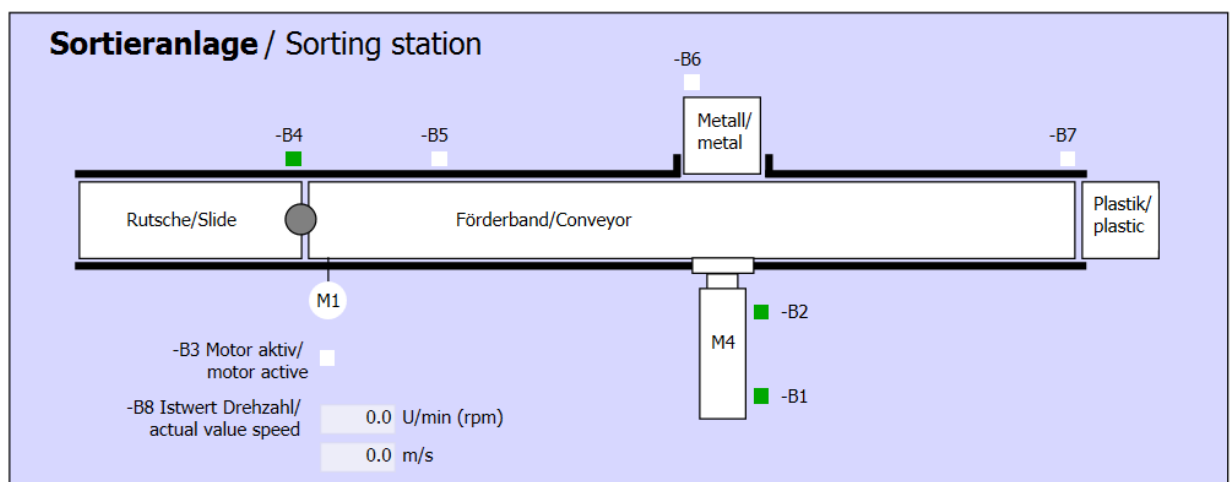 Sortieranlage / Sorting station
-B6
Metall/
metal
-B4
-B5
-B7
Rutsche/Slide
Förderband/Conveyor
Plastik/
plastic
M1
-B2
M4
-B1
-B3 Motor aktiv/
motor active
-B8 Istwert Drehzahl/
actual value speed
0.0 U/min (rpm)
0.0 m/s